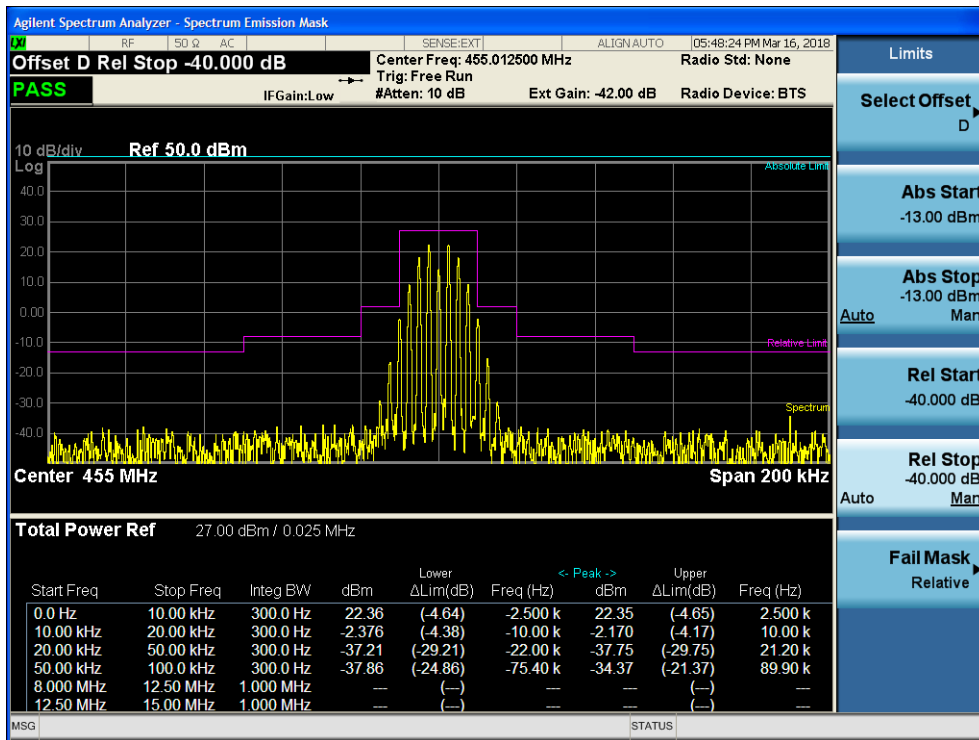 Agilent Spectrum Analyzer - Spectrum Emission Mask
LXI RF 50 Ω AC SENSE:EXT ALIGN AUTO 05:48:24 PM Mar 16, 2018
Offset D Rel Stop -40.000 dB
Center Freq: 455.012500 MHz Radio Std: None
Trig: Free Run
PASS
IFGain:Low #Atten: 10 dB Ext Gain: -42.00 dB Radio Device: BTS
10 dB/div Ref 50.0 dBm
Log
Absolute Limit
40.0
30.0
20.0
10.0
0.00
-10.0
Relative Limit
-20.0
-30.0
Spectrum
-40.0
Center 455 MHz Span 200 kHz
Total Power Ref 27.00 dBm / 0.025 MHz
Lower <- Peak -> Upper
Start Freq Stop Freq Integ BW dBm ΔLim(dB) Freq (Hz) dBm ΔLim(dB) Freq (Hz)
0.0 Hz 10.00 kHz 300.0 Hz 22.36 (-4.64) -2.500 k 22.35 (-4.65) 2.500 k
10.00 kHz 20.00 kHz 300.0 Hz -2.376 (-4.38) -10.00 k -2.170 (-4.17) 10.00 k
20.00 kHz 50.00 kHz 300.0 Hz -37.21 (-29.21) -22.00 k -37.75 (-29.75) 21.20 k
50.00 kHz 100.0 kHz 300.0 Hz -37.86 (-24.86) -75.40 k -34.37 (-21.37) 89.90 k
8.000 MHz 12.50 MHz 1.000 MHz --- (---) --- --- (---) ---
12.50 MHz 15.00 MHz 1.000 MHz --- (---) --- --- (---) ---
MSG STATUS
Limits
Select Offset
D
Abs Start
-13.00 dBm
Abs Stop
-13.00 dBm
Auto Man
Rel Start
-40.000 dB
Rel Stop
-40.000 dB
Auto Man
Fail Mask
Relative